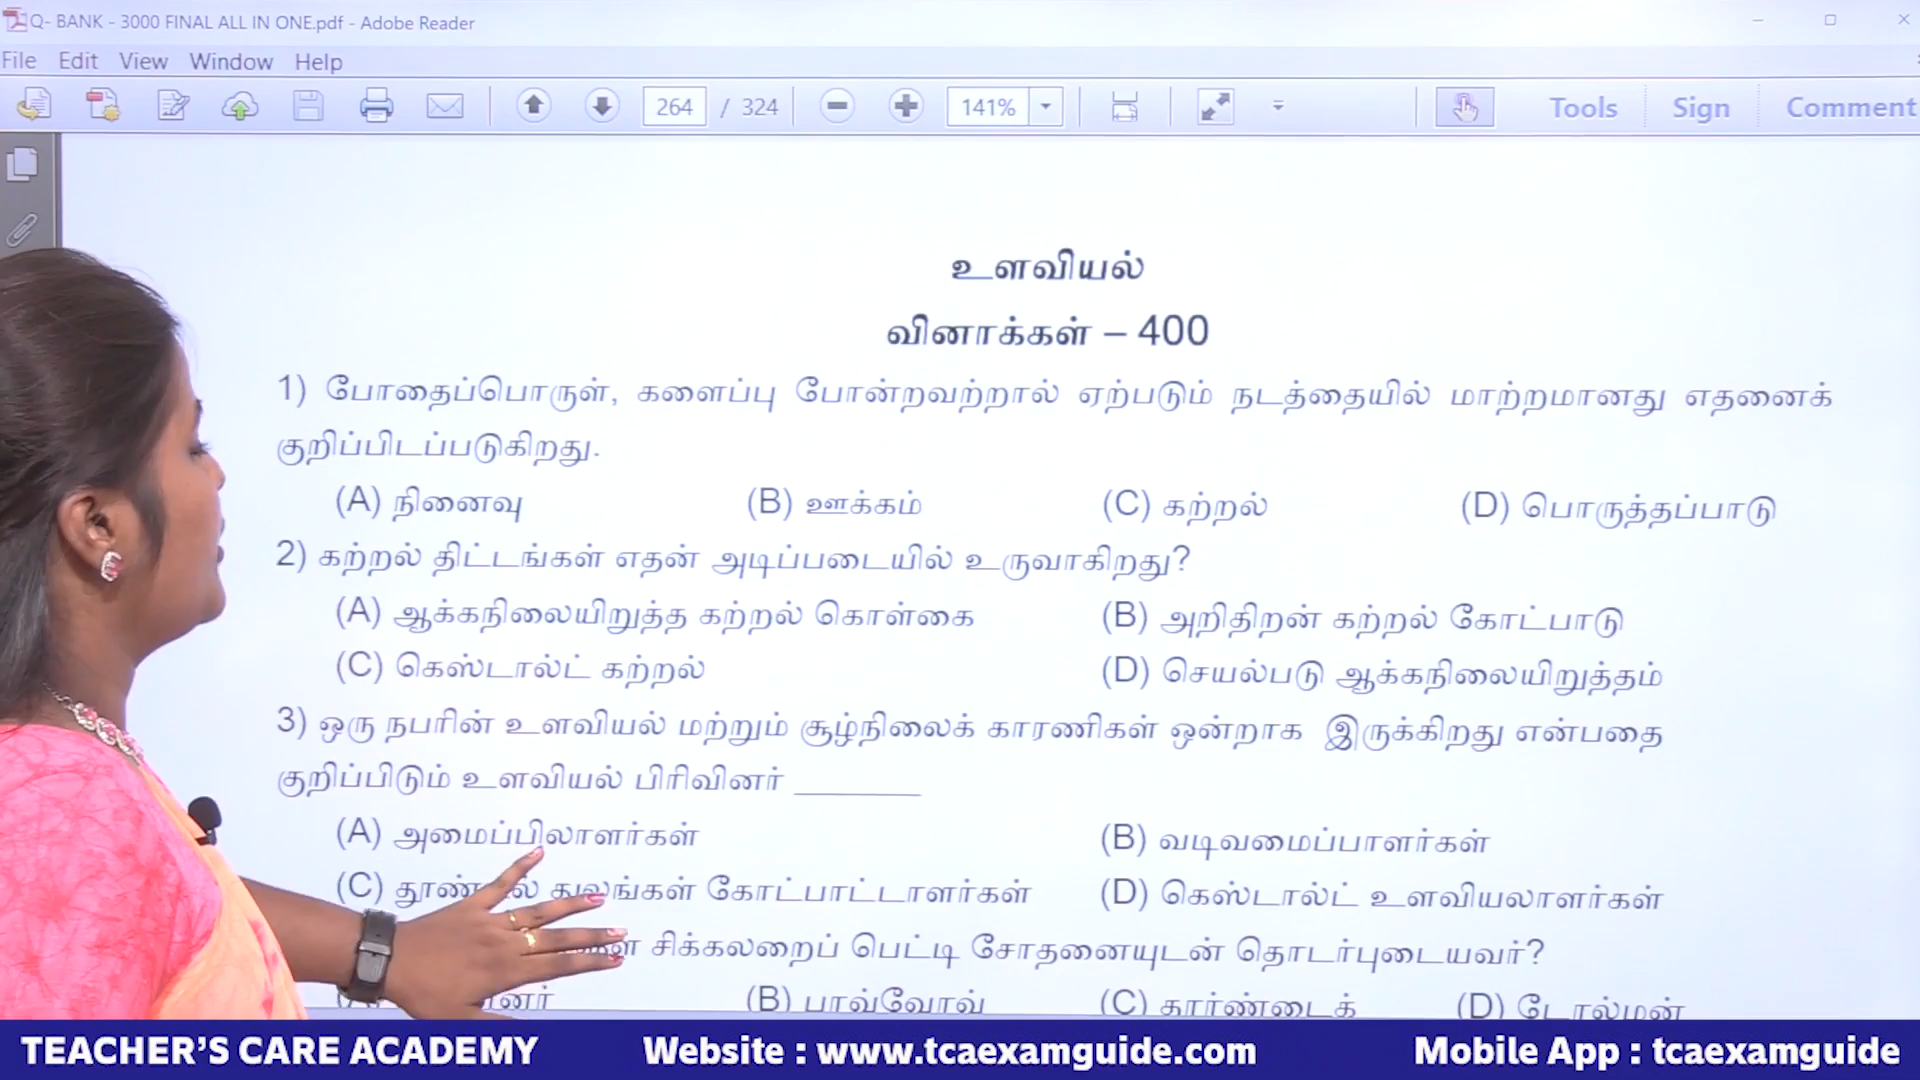 Q- BANK - 3000 FINAL ALL IN ONE.pdf - Adobe Reader
File Edit View Window Help
264 / 324 141% Tools Sign Comment
உளவியல்
வினாக்கள் – 400
1) போதைப்பொருள், களைப்பு போன்றவற்றால் ஏற்படும் நடத்தையில் மாற்றமானது எதனைக்
குறிப்பிடப்படுகிறது.
(A) நினைவு (B) ஊக்கம் (C) கற்றல் (D) பொருத்தப்பாடு
2) கற்றல் திட்டங்கள் எதன் அடிப்படையில் உருவாகிறது?
(A) ஆக்கநிலையிறுத்த கற்றல் கொள்கை (B) அறிதிறன் கற்றல் கோட்பாடு
(C) கெஸ்டால்ட் கற்றல் (D) செயல்படு ஆக்கநிலையிறுத்தம்
3) ஒரு நபரின் உளவியல் மற்றும் சூழ்நிலைக் காரணிகள் ஒன்றாக இருக்கிறது என்பதை
குறிப்பிடும் உளவியல் பிரிவினர் ________
(A) அமைப்பிலாளர்கள் (B) வடிவமைப்பாளர்கள்
(C) துலங்கள் கோட்பாட்டாளர்கள் (D) கெஸ்டால்ட் உளவியலாளர்கள்
சிக்கலறைப் பெட்டி சோதனையுடன் தொடர்புடையவர்?
(B) பாவ்வோவ் (C) தார்ண்டைக் (D) டோல்மன்
TEACHER'S CARE ACADEMY Website : www.tcaexamguide.com Mobile App : tcaexamguide